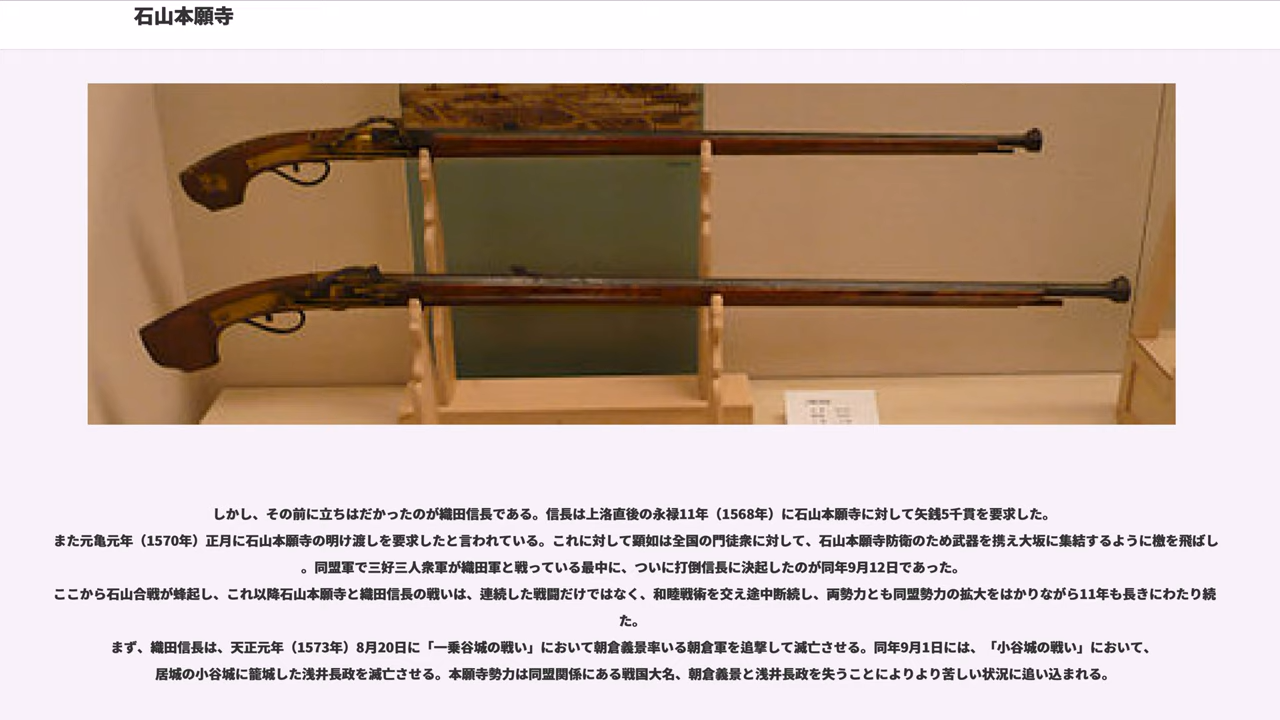 石山本願寺
しかし、その前に立ちはだかったのが織田信長である。信長は上洛直後の永禄11年（1568年）に石山本願寺に対して矢銭5千貫を要求した。
また元亀元年（1570年）正月に石山本願寺の明け渡しを要求したと言われている。これに対して顕如は全国の門徒衆に対して、石山本願寺防衛のため武器を携え大坂に集結するように檄を飛ばし
。同盟軍で三好三人衆軍が織田軍と戦っている最中に、ついに打倒信長に決起したのが同年9月12日であった。
ここから石山合戦が蜂起し、これ以降石山本願寺と織田信長の戦いは、連続した戦闘だけではなく、和睦戦術を交え途中断続し、両勢力とも同盟勢力の拡大をはかりながら11年も長きにわたり続
た。
まず、織田信長は、天正元年（1573年）8月20日に「一乗谷城の戦い」において朝倉義景率いる朝倉軍を追撃して滅亡させる。同年9月1日には、「小谷城の戦い」において、
居城の小谷城に籠城した浅井長政を滅亡させる。本願寺勢力は同盟関係にある戦国大名、朝倉義景と浅井長政を失うことによりより苦しい状況に追い込まれる。